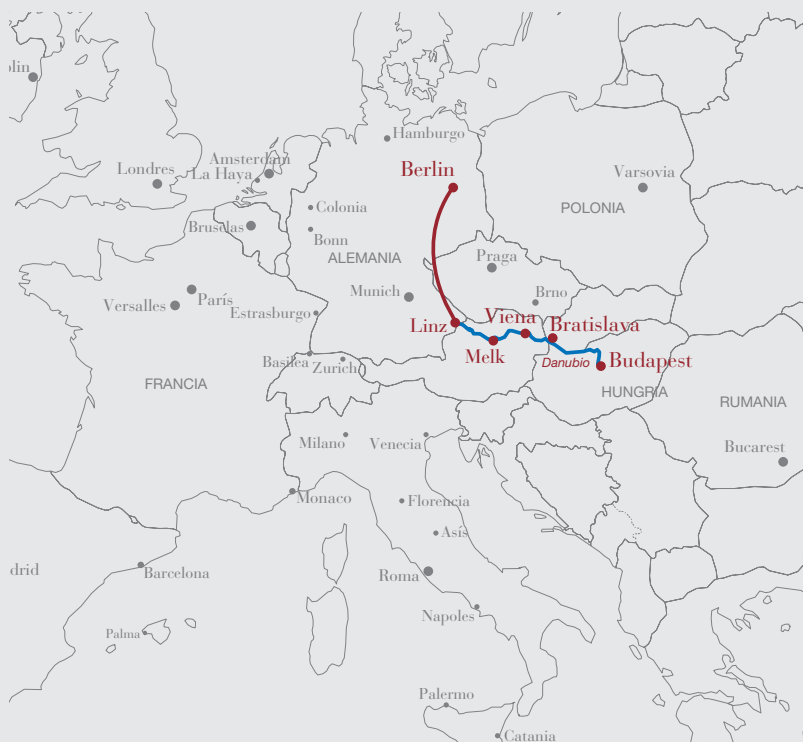 olin
Hamburgo
Amsterdam
Londres
La Haya
Berlin
Varsovia
Colonia
POLONIA
Bruselas
Bonn
ALEMANIA
Praga
Munich
Brno
París
Versalles
Estrasburgo
Linz
Viena
Bratislava
Melk
Basilea
Zurich
Danubio
Budapest
FRANCIA
HUNGRIA
RUMANIA
Milano
Venecia
Bucarest
Monaco
Florencia
Asís
drid
Barcelona
Roma
Napoles
Palma
Palermo
Catania